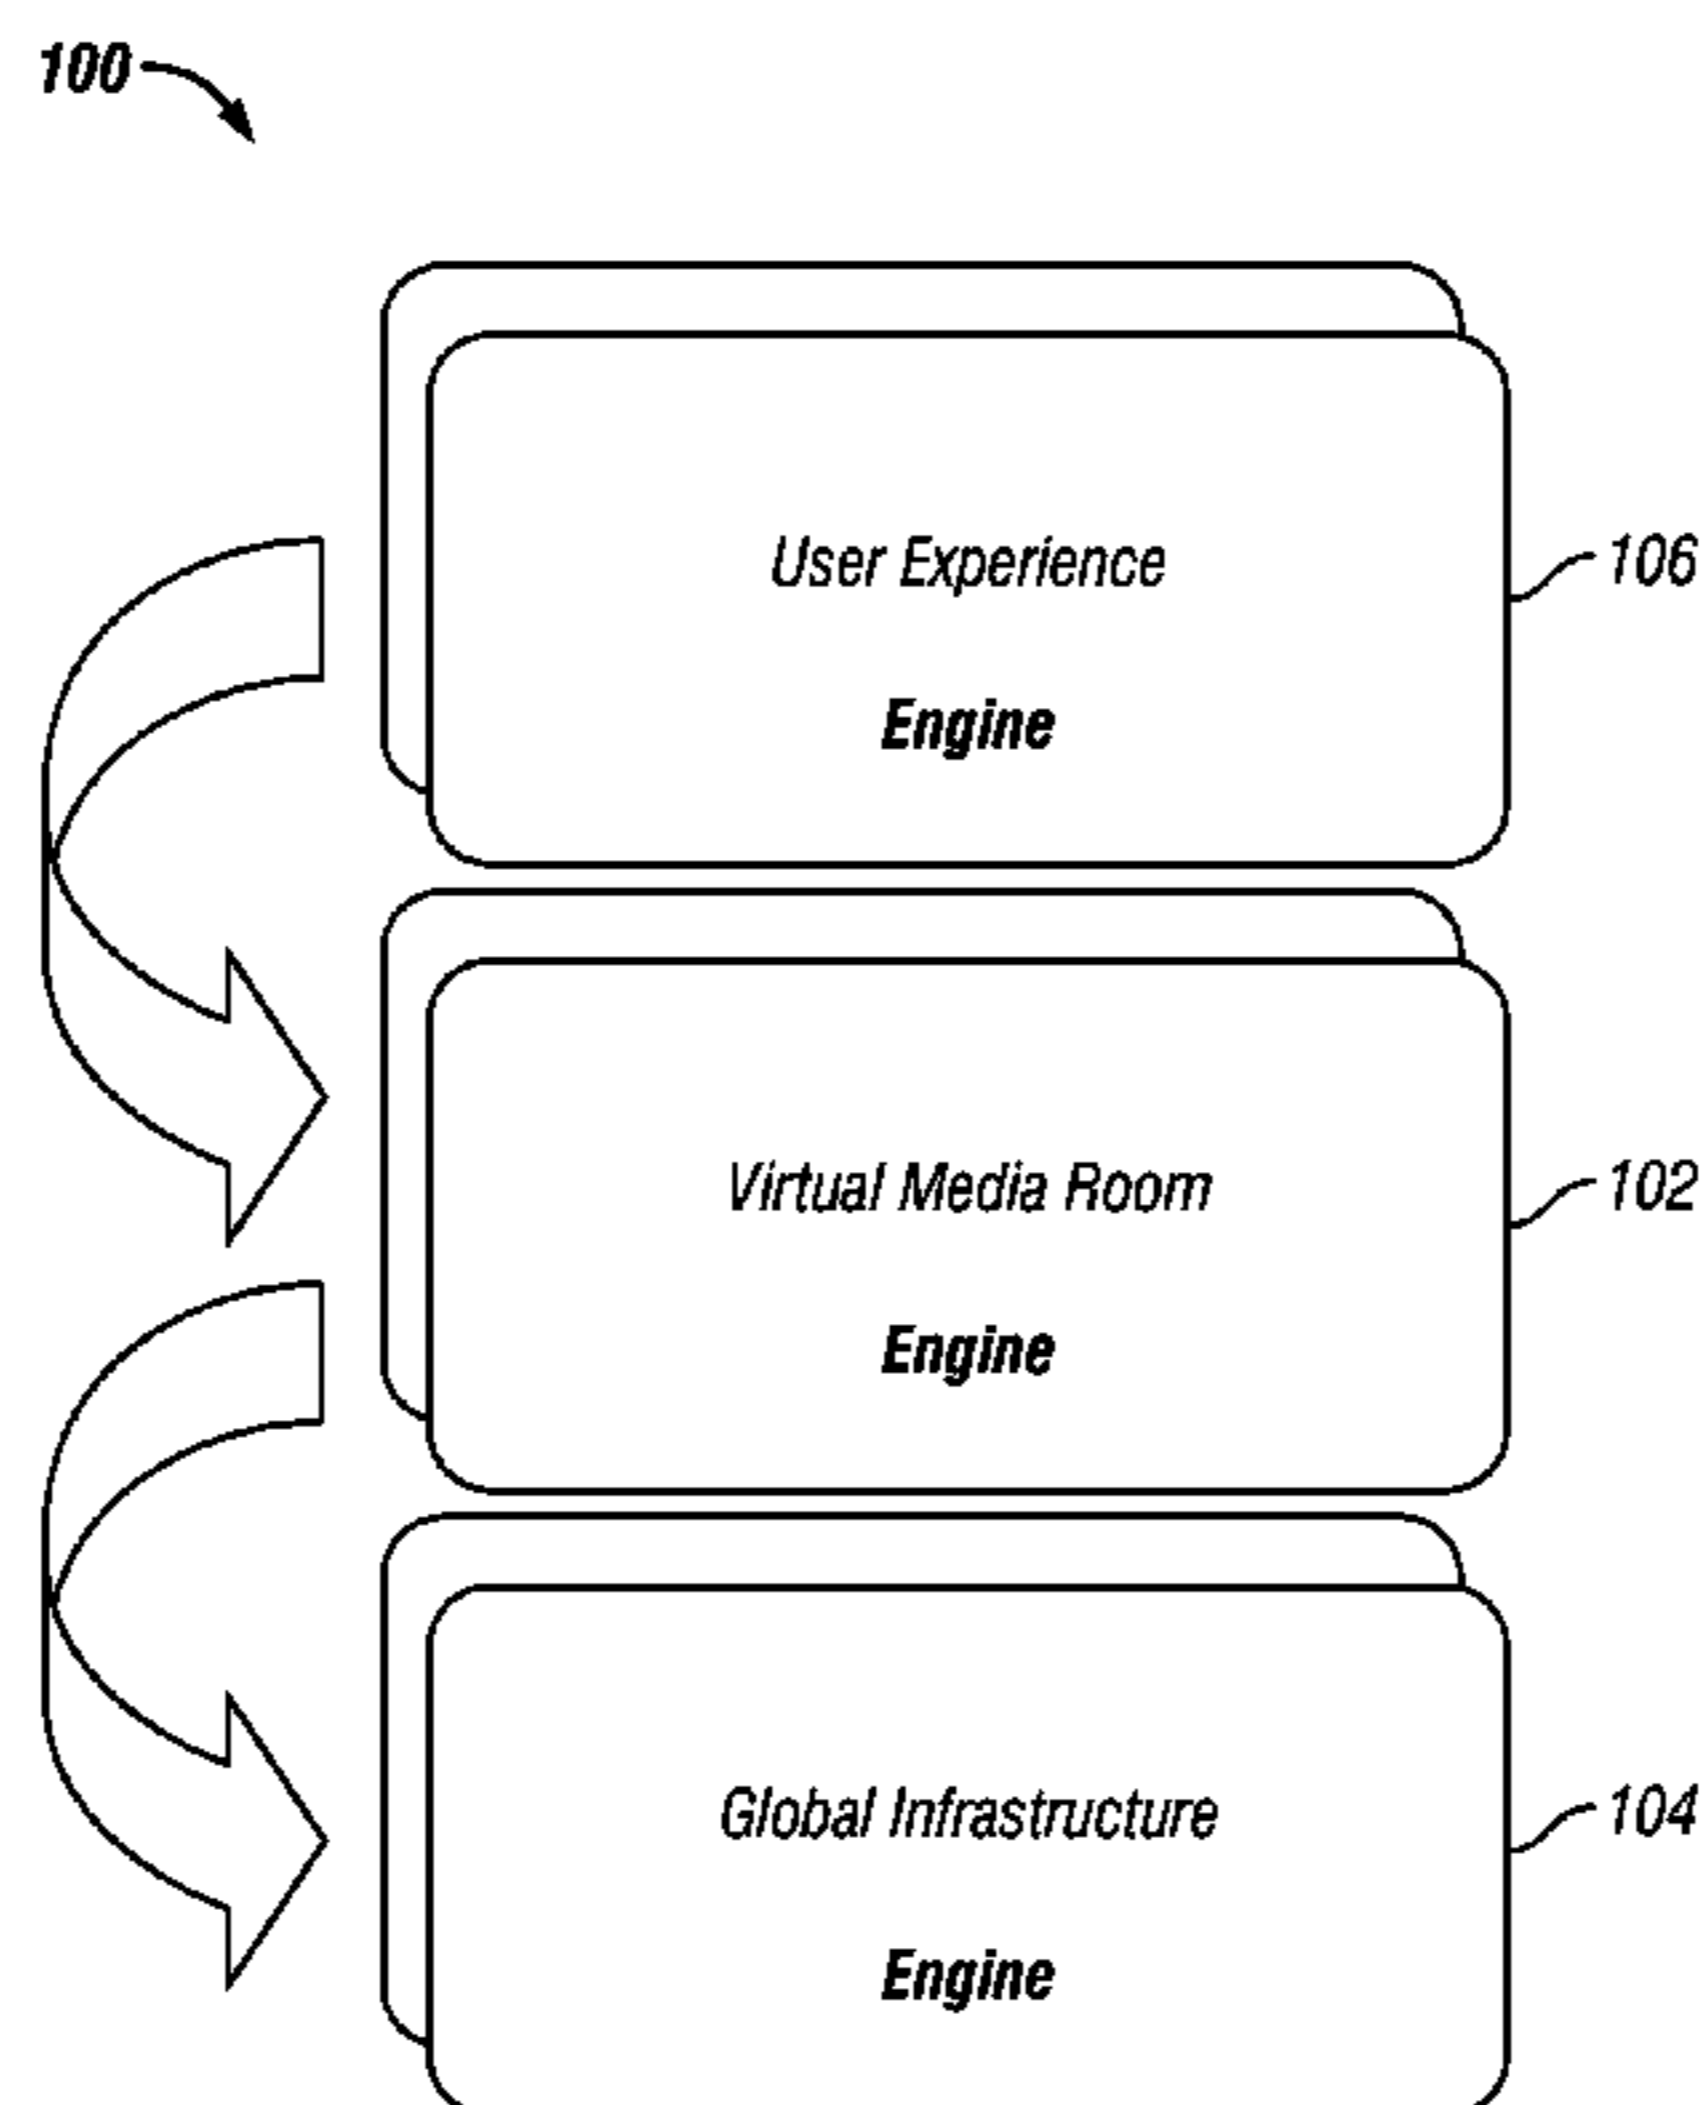 100
User Experience
106
Engine
Virtual Media Room
102
Engine
Global Infrastructure
104
Engine